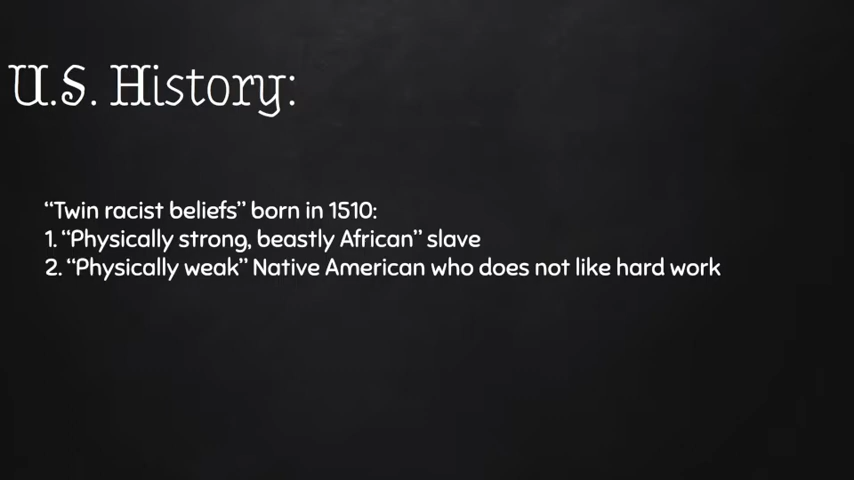 U.S. History:
“Twin racist beliefs” born in 1510:
1. “Physically strong, beastly African” slave
2. “Physically weak” Native American who does not like hard work